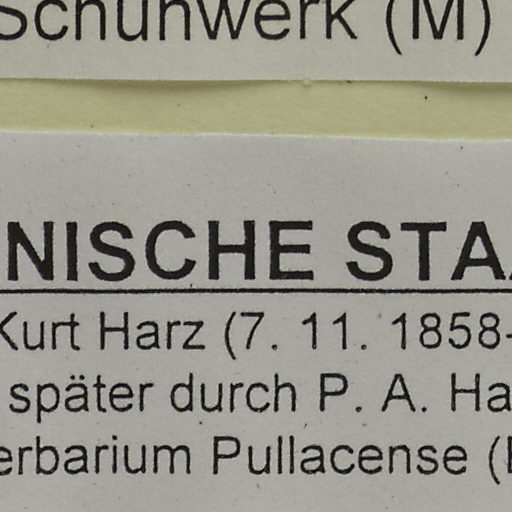 Schuhwerk (M)
NISCHE STA
Kurt Harz (7. 11. 1858-
später durch P. A. Ha
erbarium Pullacense (